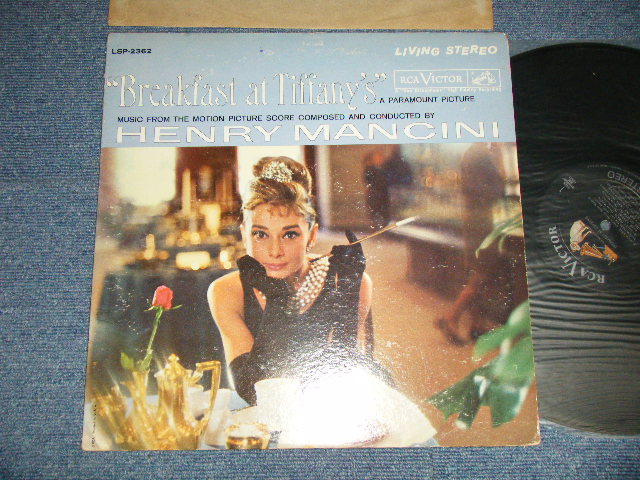 LSP-2362
LIVING STEREO
RCA VICTOR
"Breakfast at Tiffany's"
A PARAMOUNT PICTURE
MUSIC FROM THE MOTION PICTURE SCORE COMPOSED AND CONDUCTED BY
HENRY MANCINI
STEREO
RCA VICTOR